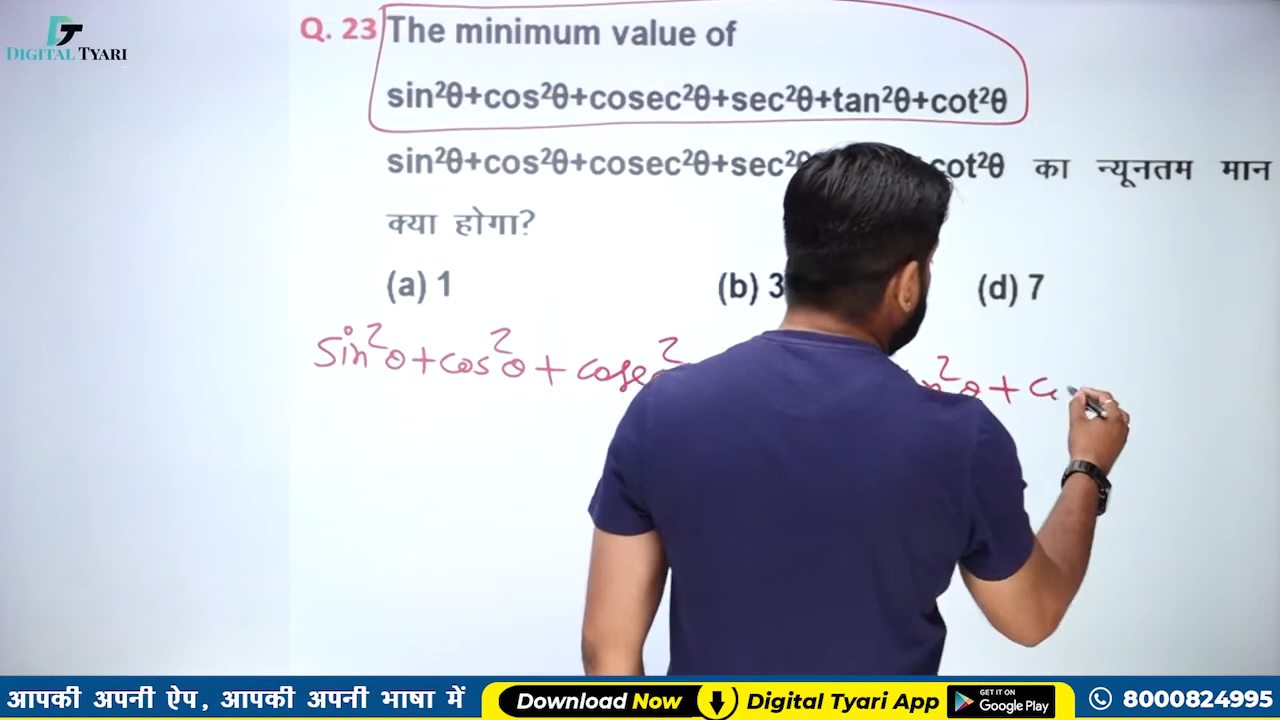 DIGITAL TYARI
Q. 23 The minimum value of
sin²θ+cos²θ+cosec²θ+sec²θ+tan²θ+cot²θ
sin²θ+cos²θ+cosec²θ+sec²θ cot²θ का न्यूनतम मान
क्या होगा?
(a) 1 (b) 3 (d) 7
sin²θ+cos²θ+
²θ+
आपकी अपनी ऐप, आपकी अपनी भाषा में Download Now Digital Tyari App GET IT ON Google Play 8000824995